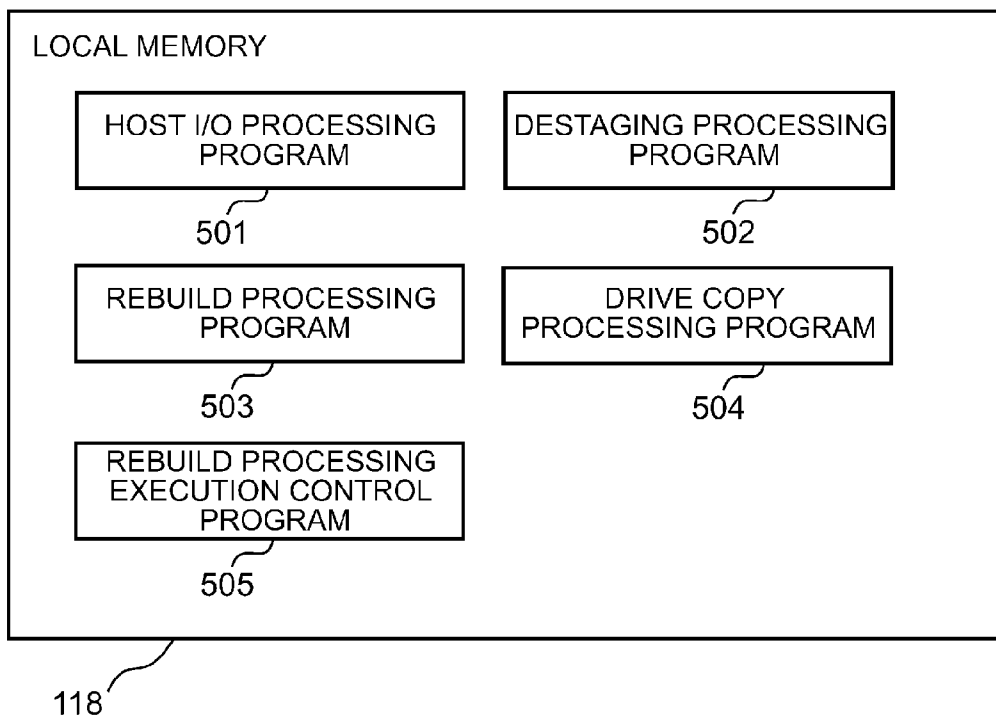 LOCAL MEMORY
HOST I/O PROCESSING
PROGRAM
501
DESTAGING PROCESSING
PROGRAM
502
REBUILD PROCESSING
PROGRAM
503
DRIVE COPY
PROCESSING PROGRAM
504
REBUILD PROCESSING
EXECUTION CONTROL
PROGRAM
505
118